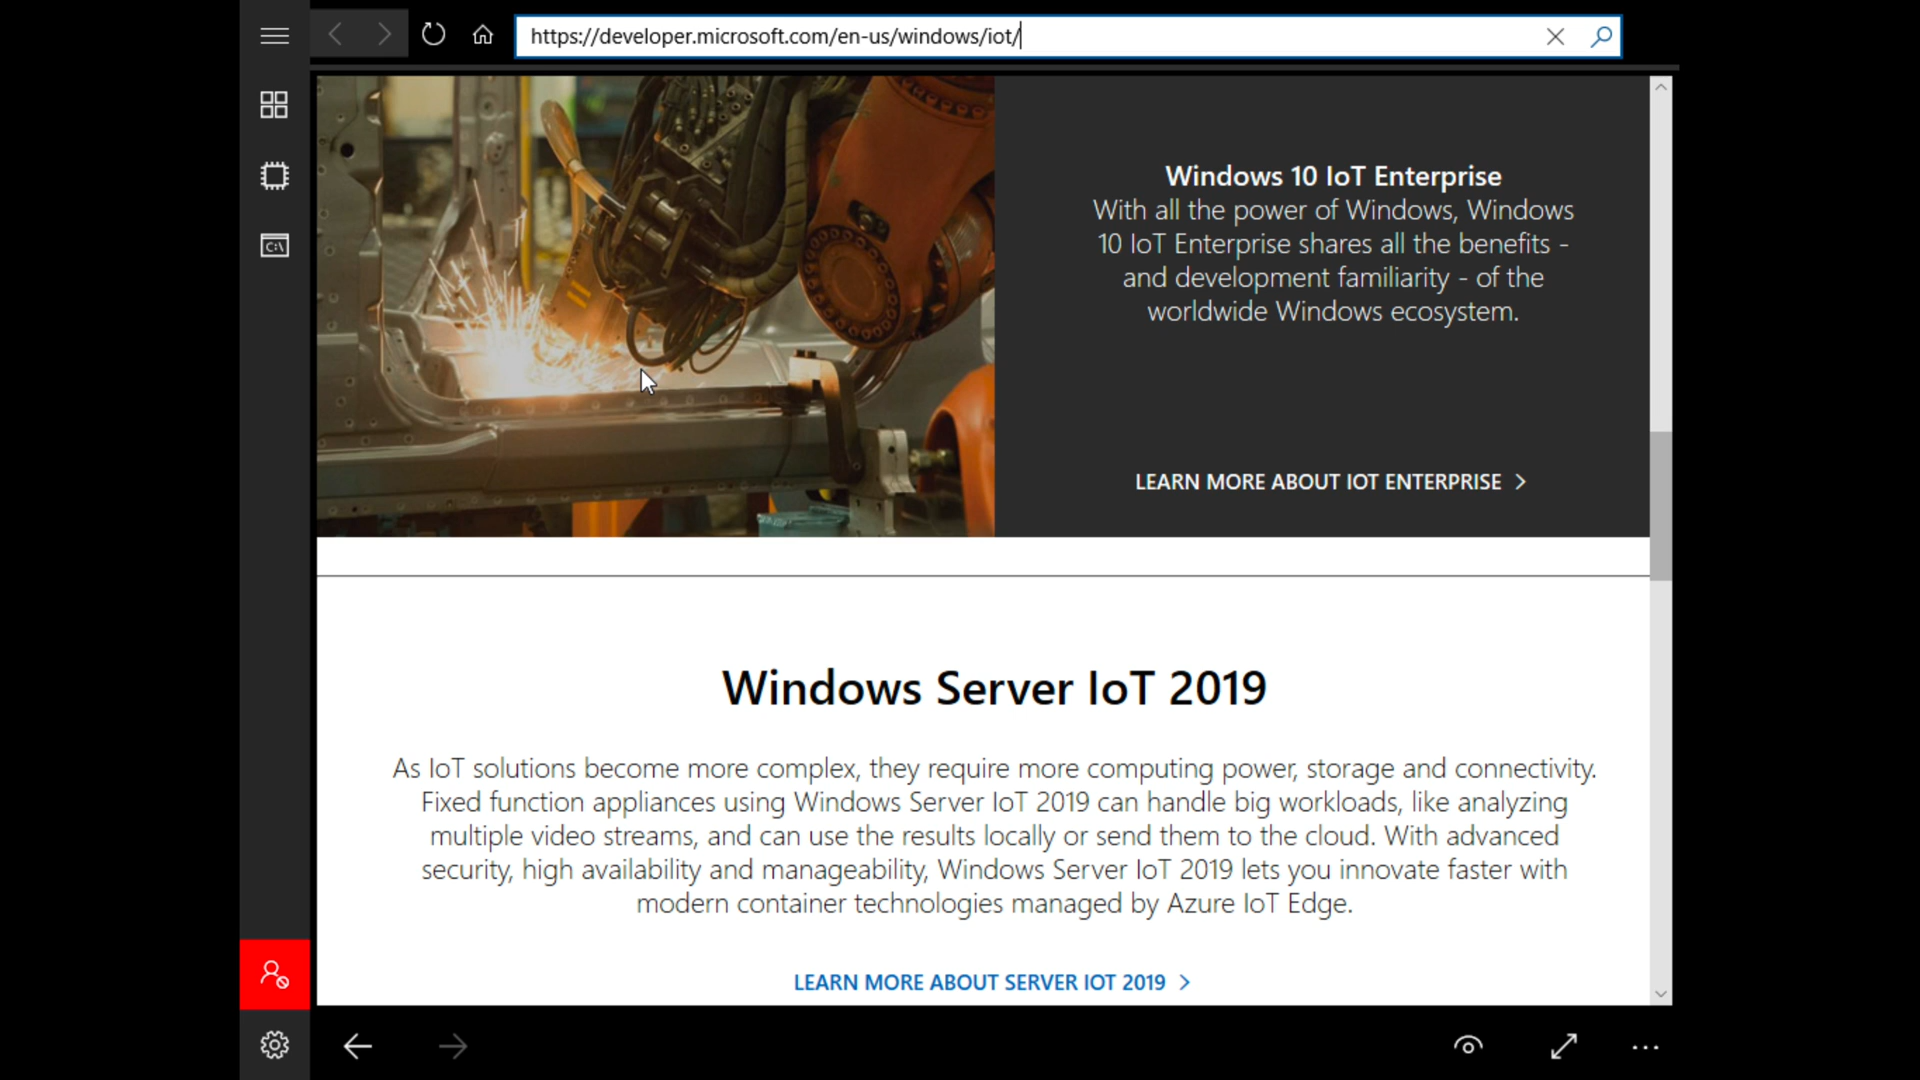 https://developer.microsoft.com/en-us/windows/iot/
C:\
Windows 10 IoT Enterprise
With all the power of Windows, Windows
10 IoT Enterprise shares all the benefits -
and development familiarity - of the
worldwide Windows ecosystem.
LEARN MORE ABOUT IOT ENTERPRISE
Windows Server IoT 2019
As IoT solutions become more complex, they require more computing power, storage and connectivity.
Fixed function appliances using Windows Server IoT 2019 can handle big workloads, like analyzing
multiple video streams, and can use the results locally or send them to the cloud. With advanced
security, high availability and manageability, Windows Server IoT 2019 lets you innovate faster with
modern container technologies managed by Azure IoT Edge.
LEARN MORE ABOUT SERVER IOT 2019